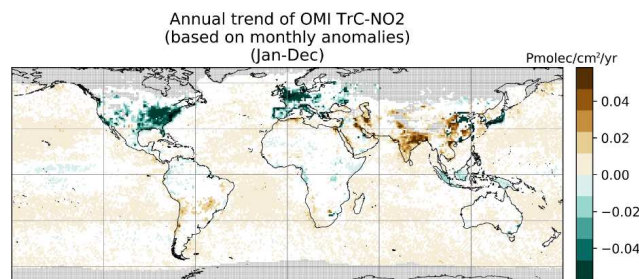 Annual trend of OMI TrC-NO2
(based on monthly anomalies)
(Jan-Dec)
Pmolec/cm²/yr
0.04
0.02
0.00
−0.02
−0.04